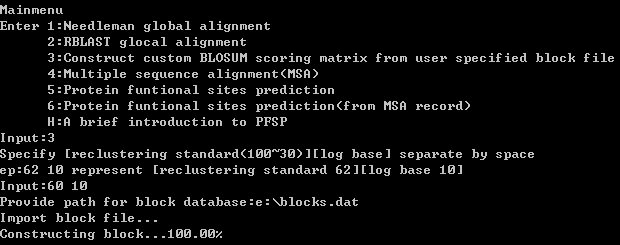 Mainmenu
Enter 1:Needleman global alignment
2:RBLAST glocal alignment
3:Construct custom BLOSUM scoring matrix from user specified block file
4:Multiple sequence alignment(MSA)
5:Protein funtional sites prediction
6:Protein funtional sites prediction(from MSA record)
H:A brief introduction to PFSP
Input:3
Specify [reclustering standard(100~30)][log base] separate by space
ep:62 10 represent [reclustering standard 62][log base 10]
Input:60 10
Provide path for block database:e:\blocks.dat
Import block file...
Constructing block...100.00%